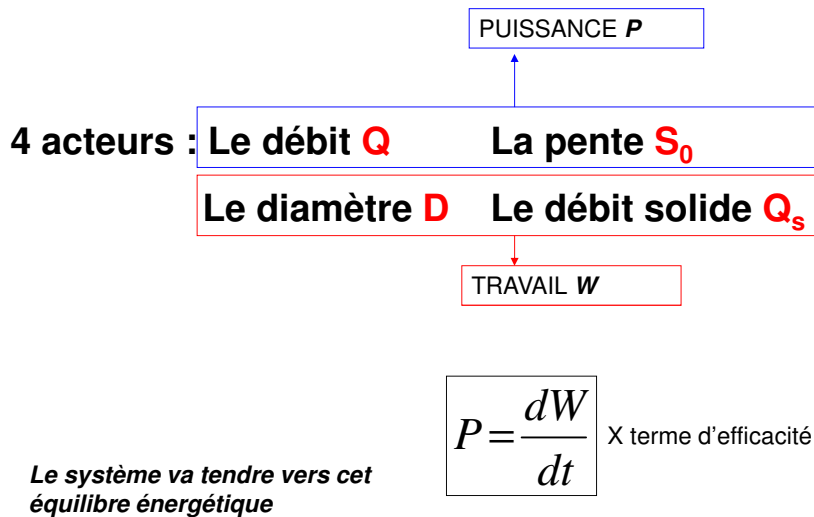 PUISSANCE P
4 acteurs : Le débit Q La pente S₀
Le diamètre D Le débit solide Qₛ
TRAVAIL W
P = dW/dt X terme d'efficacité
Le système va tendre vers cet
équilibre énergétique